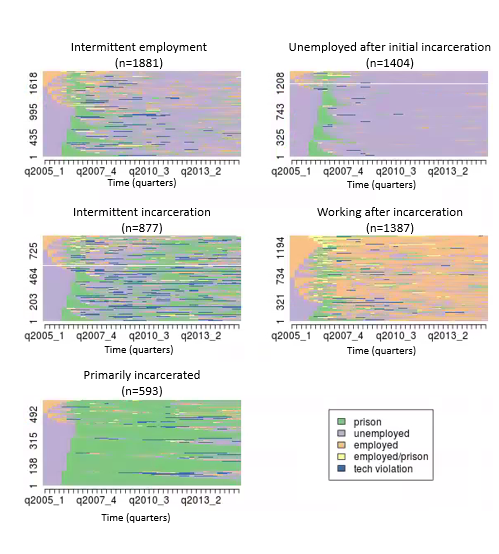 Intermittent employment
(n=1881)
1 435 995 1618
q2005_1 q2007_4 q2010_3 q2013_2
Time (quarters)
Unemployed after initial incarceration
(n=1404)
1 325 743 1208
q2005_1 q2007_4 q2010_3 q2013_2
Time (quarters)
Intermittent incarceration
(n=877)
1 203 464 725
q2005_1 q2007_4 q2010_3 q2013_2
Time (quarters)
Working after incarceration
(n=1387)
1 321 734 1194
q2005_1 q2007_4 q2010_3 q2013_2
Time (quarters)
Primarily incarcerated
(n=593)
1 138 315 492
q2005_1 q2007_4 q2010_3 q2013_2
Time (quarters)
prison
unemployed
employed
employed/prison
tech violation